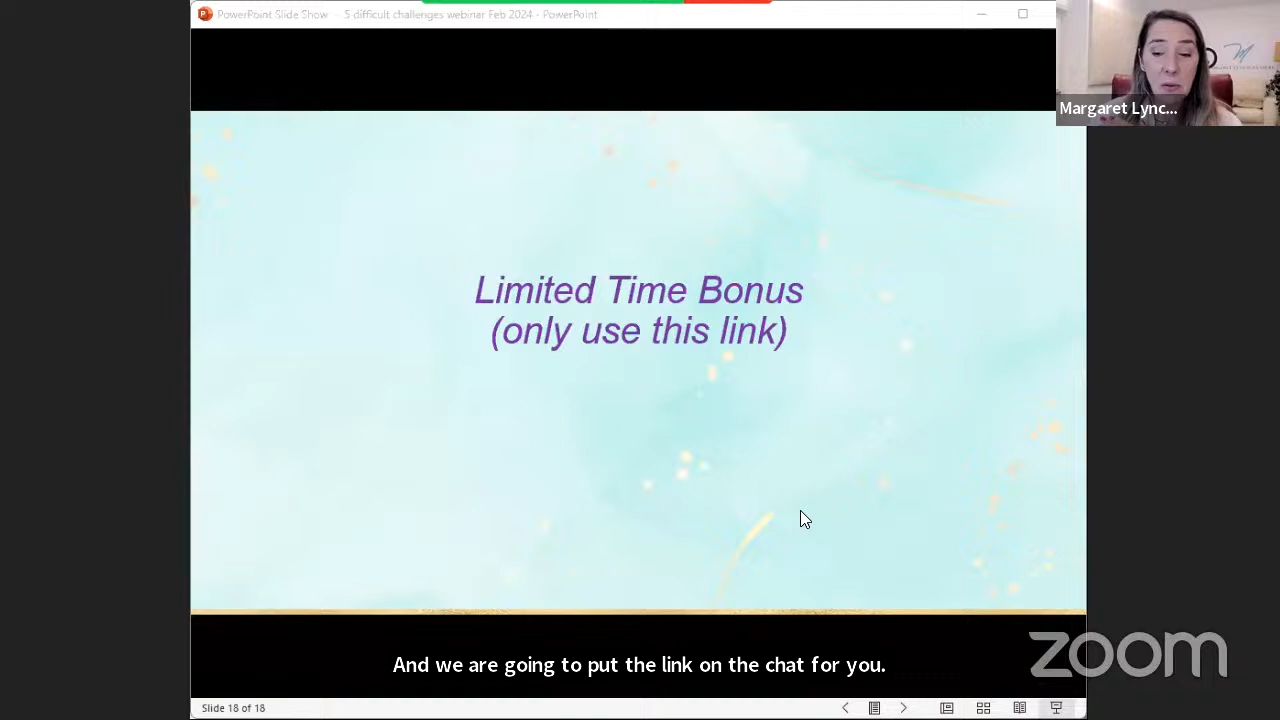 PowerPoint Slide Show - 5 difficult challenges webinar Feb 2024 - PowerPoint
Margaret Lync...
Limited Time Bonus
(only use this link)
And we are going to put the link on the chat for you.
zoom
Slide 18 of 18